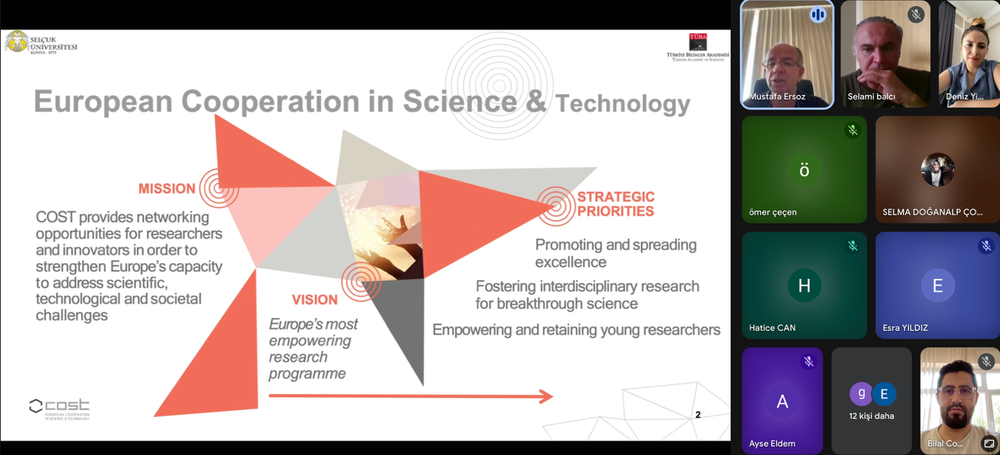 SELÇUK
ÜNİVERSİTESİ
KONYA - 1975
TÜBA
TÜRKİYE BİLİMLER AKADEMİSİ
TURKISH ACADEMY OF SCIENCES
European Cooperation in Science & Technology
MISSION
COST provides networking
opportunities for researchers
and innovators in order to
strengthen Europe's capacity
to address scientific,
technological and societal
challenges
VISION
Europe's most
empowering
research
programme
STRATEGIC
PRIORITIES
Promoting and spreading
excellence
Fostering interdisciplinary research
for breakthrough science
Empowering and retaining young researchers
cost
EUROPEAN COOPERATION
IN SCIENCE & TECHNOLOGY
2
Mustafa Ersoz
Selami balcı
Deniz Yi...
ö
ömer çeçen
SELMA DOĞANALP ÇO...
H
Hatice CAN
E
Esra YILDIZ
A
Ayse Eldem
g E
12 kişi daha
Bilal Co...